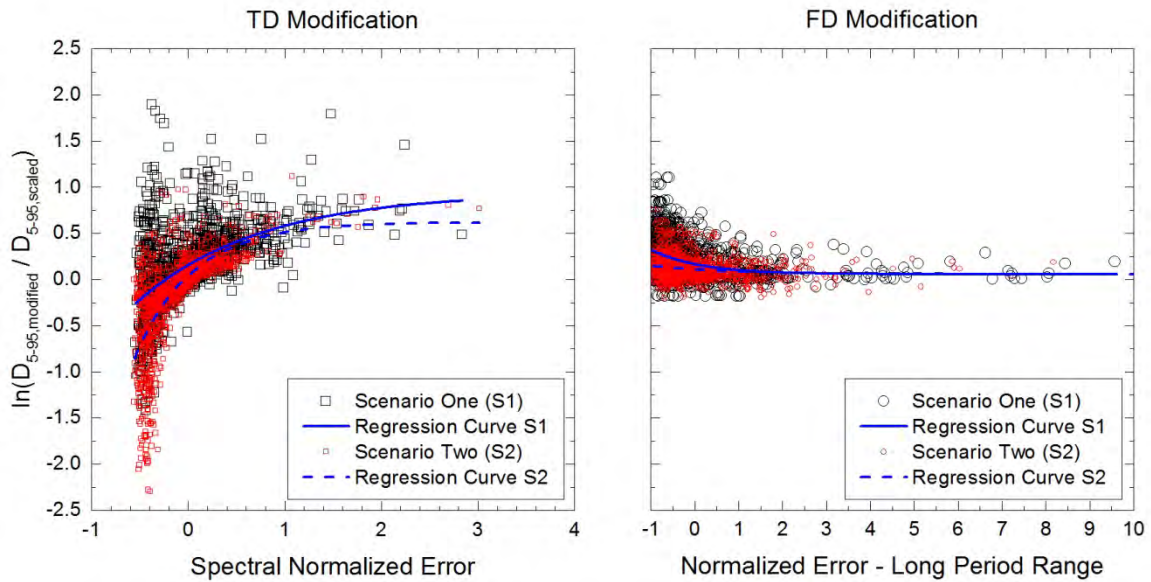 TD Modification
FD Modification
ln(D5-95,modified / D5-95,scaled)
2.5
2.0
1.5
1.0
0.5
0.0
-0.5
-1.0
-1.5
-2.0
-2.5
Scenario One (S1)
Regression Curve S1
Scenario Two (S2)
Regression Curve S2
-1 0 1 2 3 4
Spectral Normalized Error
Scenario One (S1)
Regression Curve S1
Scenario Two (S2)
Regression Curve S2
-1 0 1 2 3 4 5 6 7 8 9 10
Normalized Error - Long Period Range